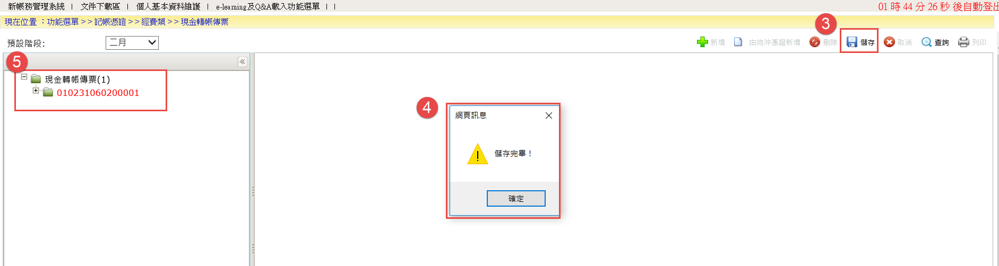 新帳務管理系統 | 文件下載區 | 個人基本資料維護 | e-learning及Q&A載入功能選單 | |
01 時 44 分 26 秒 後自動登出
現在位置 ：功能選單 >> 記帳憑證 >> 經費類 >> 現金轉帳傳票
預設階段:
二月
3
新增
由待沖憑證新增
刪除
儲存
取消
查詢
列印
5
«
現金轉帳傳票(1)
010231060200001
4
網頁訊息
儲存完畢！
確定